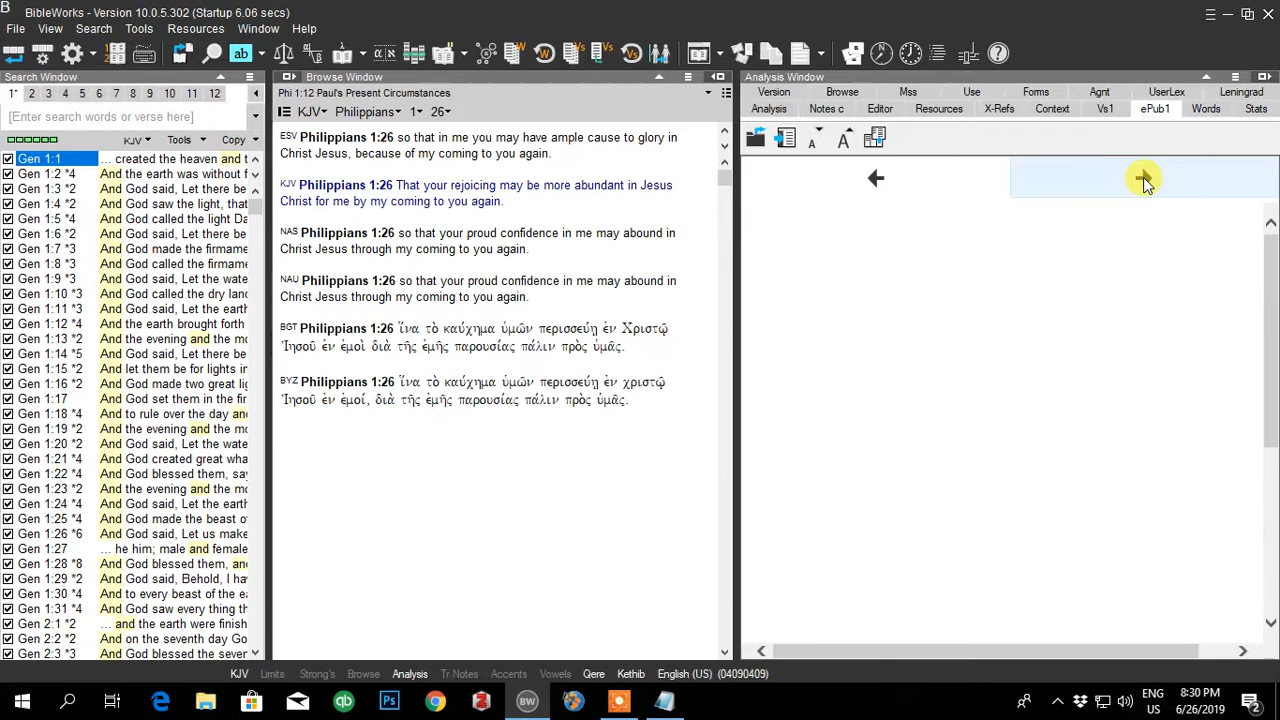 B
BibleWorks - Version 10.0.5.302 (Startup 6.06 secs)
File View Search Tools Resources Window Help
Search Window
Browse Window
Analysis Window
1* 2 3 4 5 6 7 8 9 10 11 12
[Enter search words or verse here]
KJV Tools Copy
Gen 1:1 ... created the heaven and t
Gen 1:2 *4 And the earth was without f
Gen 1:3 *2 And God said, Let there be
Gen 1:4 *2 And God saw the light, that
Gen 1:5 *4 And God called the light Da
Gen 1:6 *2 And God said, Let there be
Gen 1:7 *3 And God made the firmame
Gen 1:8 *3 And God called the firmame
Gen 1:9 *3 And God said, Let the wate
Gen 1:10 *3 And God called the dry land
Gen 1:11 *3 And God said, Let the earth
Gen 1:12 *4 And the earth brought forth
Gen 1:13 *2 And the evening and the mo
Gen 1:14 *5 And God said, Let there be
Gen 1:15 *2 And let them be for lights in
Gen 1:16 *2 And God made two great lig
Gen 1:17 And God set them in the firm
Gen 1:18 *4 And to rule over the day and
Gen 1:19 *2 And the evening and the mo
Gen 1:20 *2 And God said, Let the wate
Gen 1:21 *4 And God created great wha
Gen 1:22 *4 And God blessed them, say
Gen 1:23 *2 And the evening and the mo
Gen 1:24 *4 And God said, Let the earth
Gen 1:25 *4 And God made the beast of
Gen 1:26 *6 And God said, Let us make
Gen 1:27 ... he him; male and female
Gen 1:28 *8 And God blessed them, and
Gen 1:29 *2 And God said, Behold, I hav
Gen 1:30 *4 And to every beast of the ea
Gen 1:31 *4 And God saw every thing th
Gen 2:1 *2 ... and the earth were finish
Gen 2:2 *2 And on the seventh day Go
Gen 2:3 *3 And God blessed the seven
Phi 1:12 Paul's Present Circumstances
KJV Philippians 1 26
ESV Philippians 1:26 so that in me you may have ample cause to glory in
Christ Jesus, because of my coming to you again.
KJV Philippians 1:26 That your rejoicing may be more abundant in Jesus
Christ for me by my coming to you again.
NAS Philippians 1:26 so that your proud confidence in me may abound in
Christ Jesus through my coming to you again.
NAU Philippians 1:26 so that your proud confidence in me may abound in
Christ Jesus through my coming to you again.
BGT Philippians 1:26 ἵνα τὸ καύχημα ὑμῶν περισσεύῃ ἐν Χριστῷ
Ἰησοῦ ἐν ἐμοὶ διὰ τῆς ἐμῆς παρουσίας πάλιν πρὸς ὑμᾶς.
BYZ Philippians 1:26 ἵνα τὸ καύχημα ὑμῶν περισσεύῃ ἐν χριστῷ
Ἰησοῦ ἐν ἐμοί, διὰ τῆς ἐμῆς παρουσίας πάλιν πρὸς ὑμᾶς.
Version Browse Mss Use Forms Agnt UserLex Leningrad
Analysis Notes c Editor Resources X-Refs Context Vs1 ePub1 Words Stats
A A
KJV Limits Strong's Browse Analysis Tr Notes Accents Vowels Qere Kethib English (US) (04090409)
ENG 8:30 PM
US 6/26/2019
2